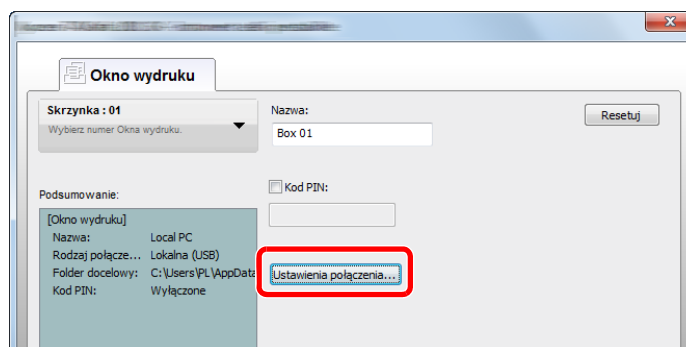 Okno wydruku
Skrzynka : 01
Wybierz numer Okna wydruku.
Nazwa:
Box 01
Resetuj
Kod PIN:
Podsumowanie:
[Okno wydruku]
Nazwa: Local PC
Rodzaj połącze... Lokalna (USB)
Folder docelowy: C:\Users\PL\AppData
Kod PIN: Wyłączone
Ustawienia połączenia...